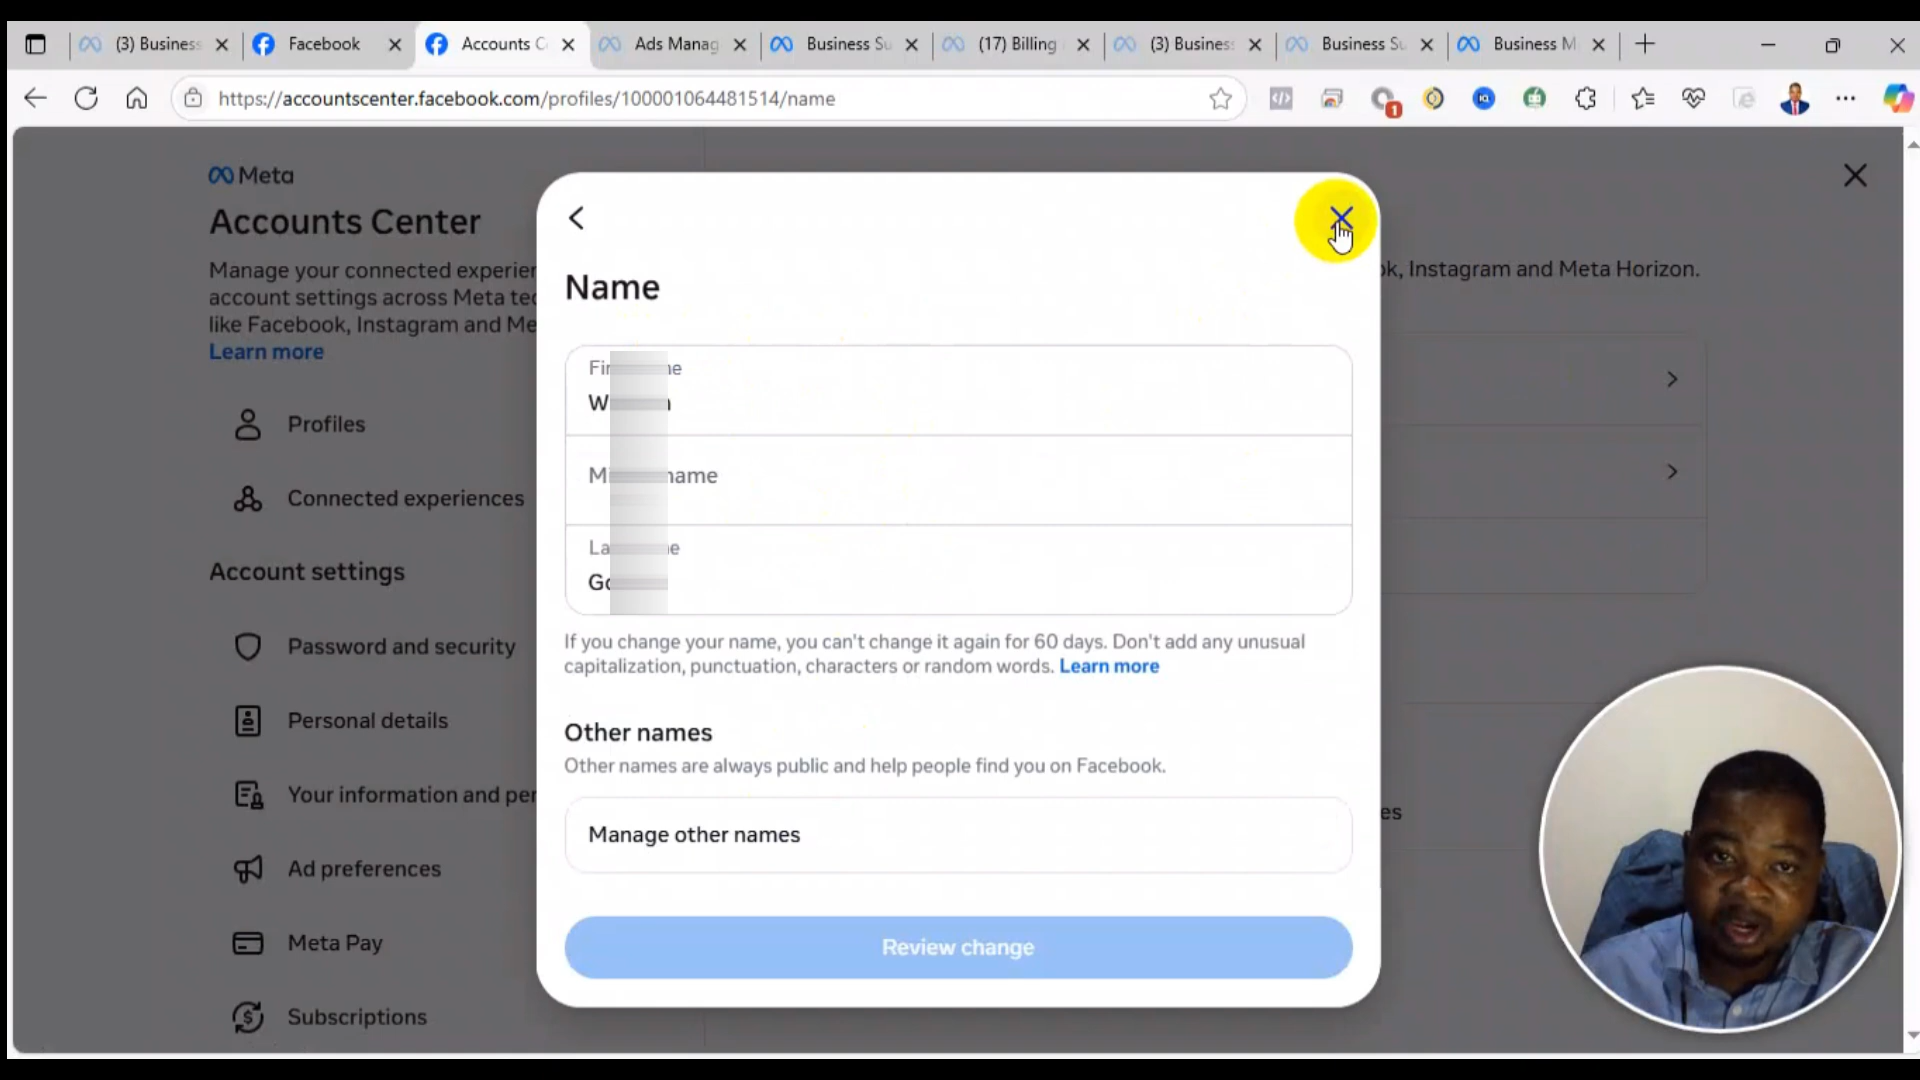 (3) Business
Facebook
Accounts C
Ads Manag
Business Su
(17) Billing
(3) Business
Business Su
Business M
https://accountscenter.facebook.com/profiles/100001064481514/name
1
Meta
Accounts Center
Manage your connected experien
account settings across Meta tec
like Facebook, Instagram and Me
Learn more
Profiles
Connected experiences
Account settings
Password and security
Personal details
Your information and per
Ad preferences
Meta Pay
Subscriptions
ok, Instagram and Meta Horizon.
es
Name
If you change your name, you can't change it again for 60 days. Don't add any unusual
capitalization, punctuation, characters or random words. Learn more
Other names
Other names are always public and help people find you on Facebook.
Manage other names
Review change